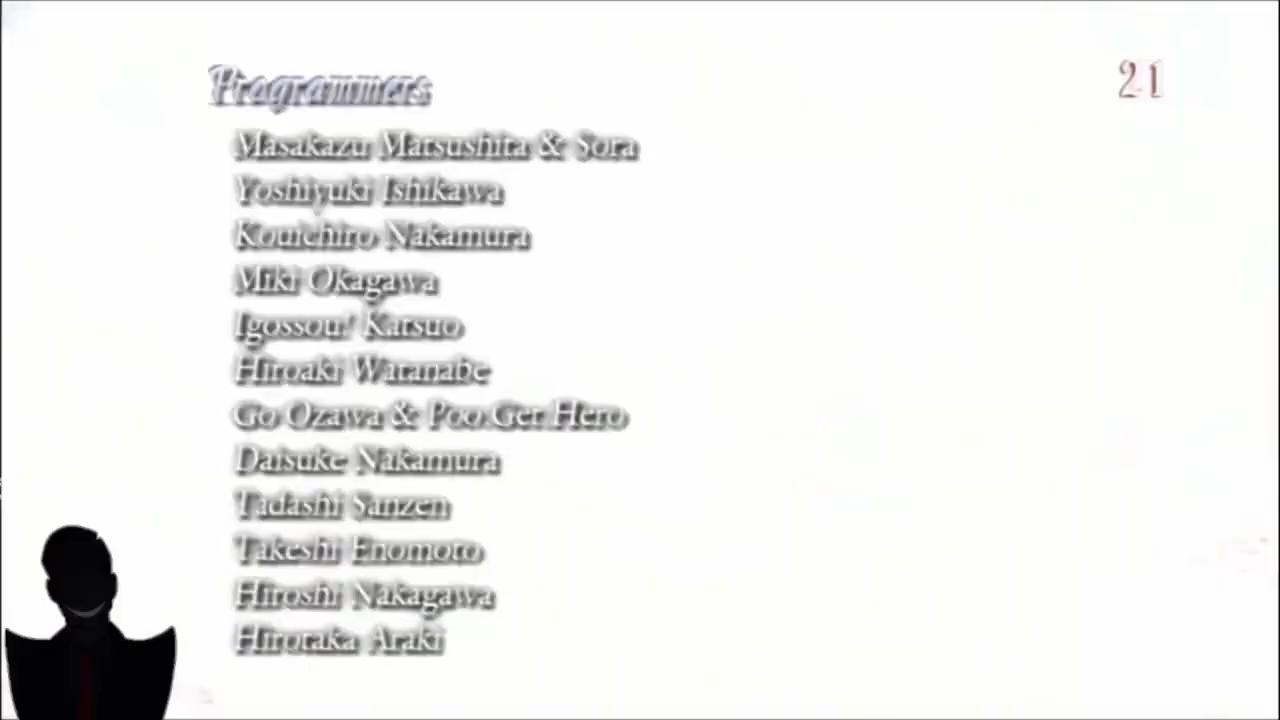 Programmers
21
Masakazu Matsushita & Sora
Yoshiyuki Ishikawa
Kouichiro Nakamura
Miki Okagawa
Igossou! Katsuo
Hiroaki Watanabe
Go Ozawa & Poo.Get.Hero
Daisuke Nakamura
Tadashi Sanzen
Takeshi Enomoto
Hiroshi Nakagawa
Hirotaka Araki